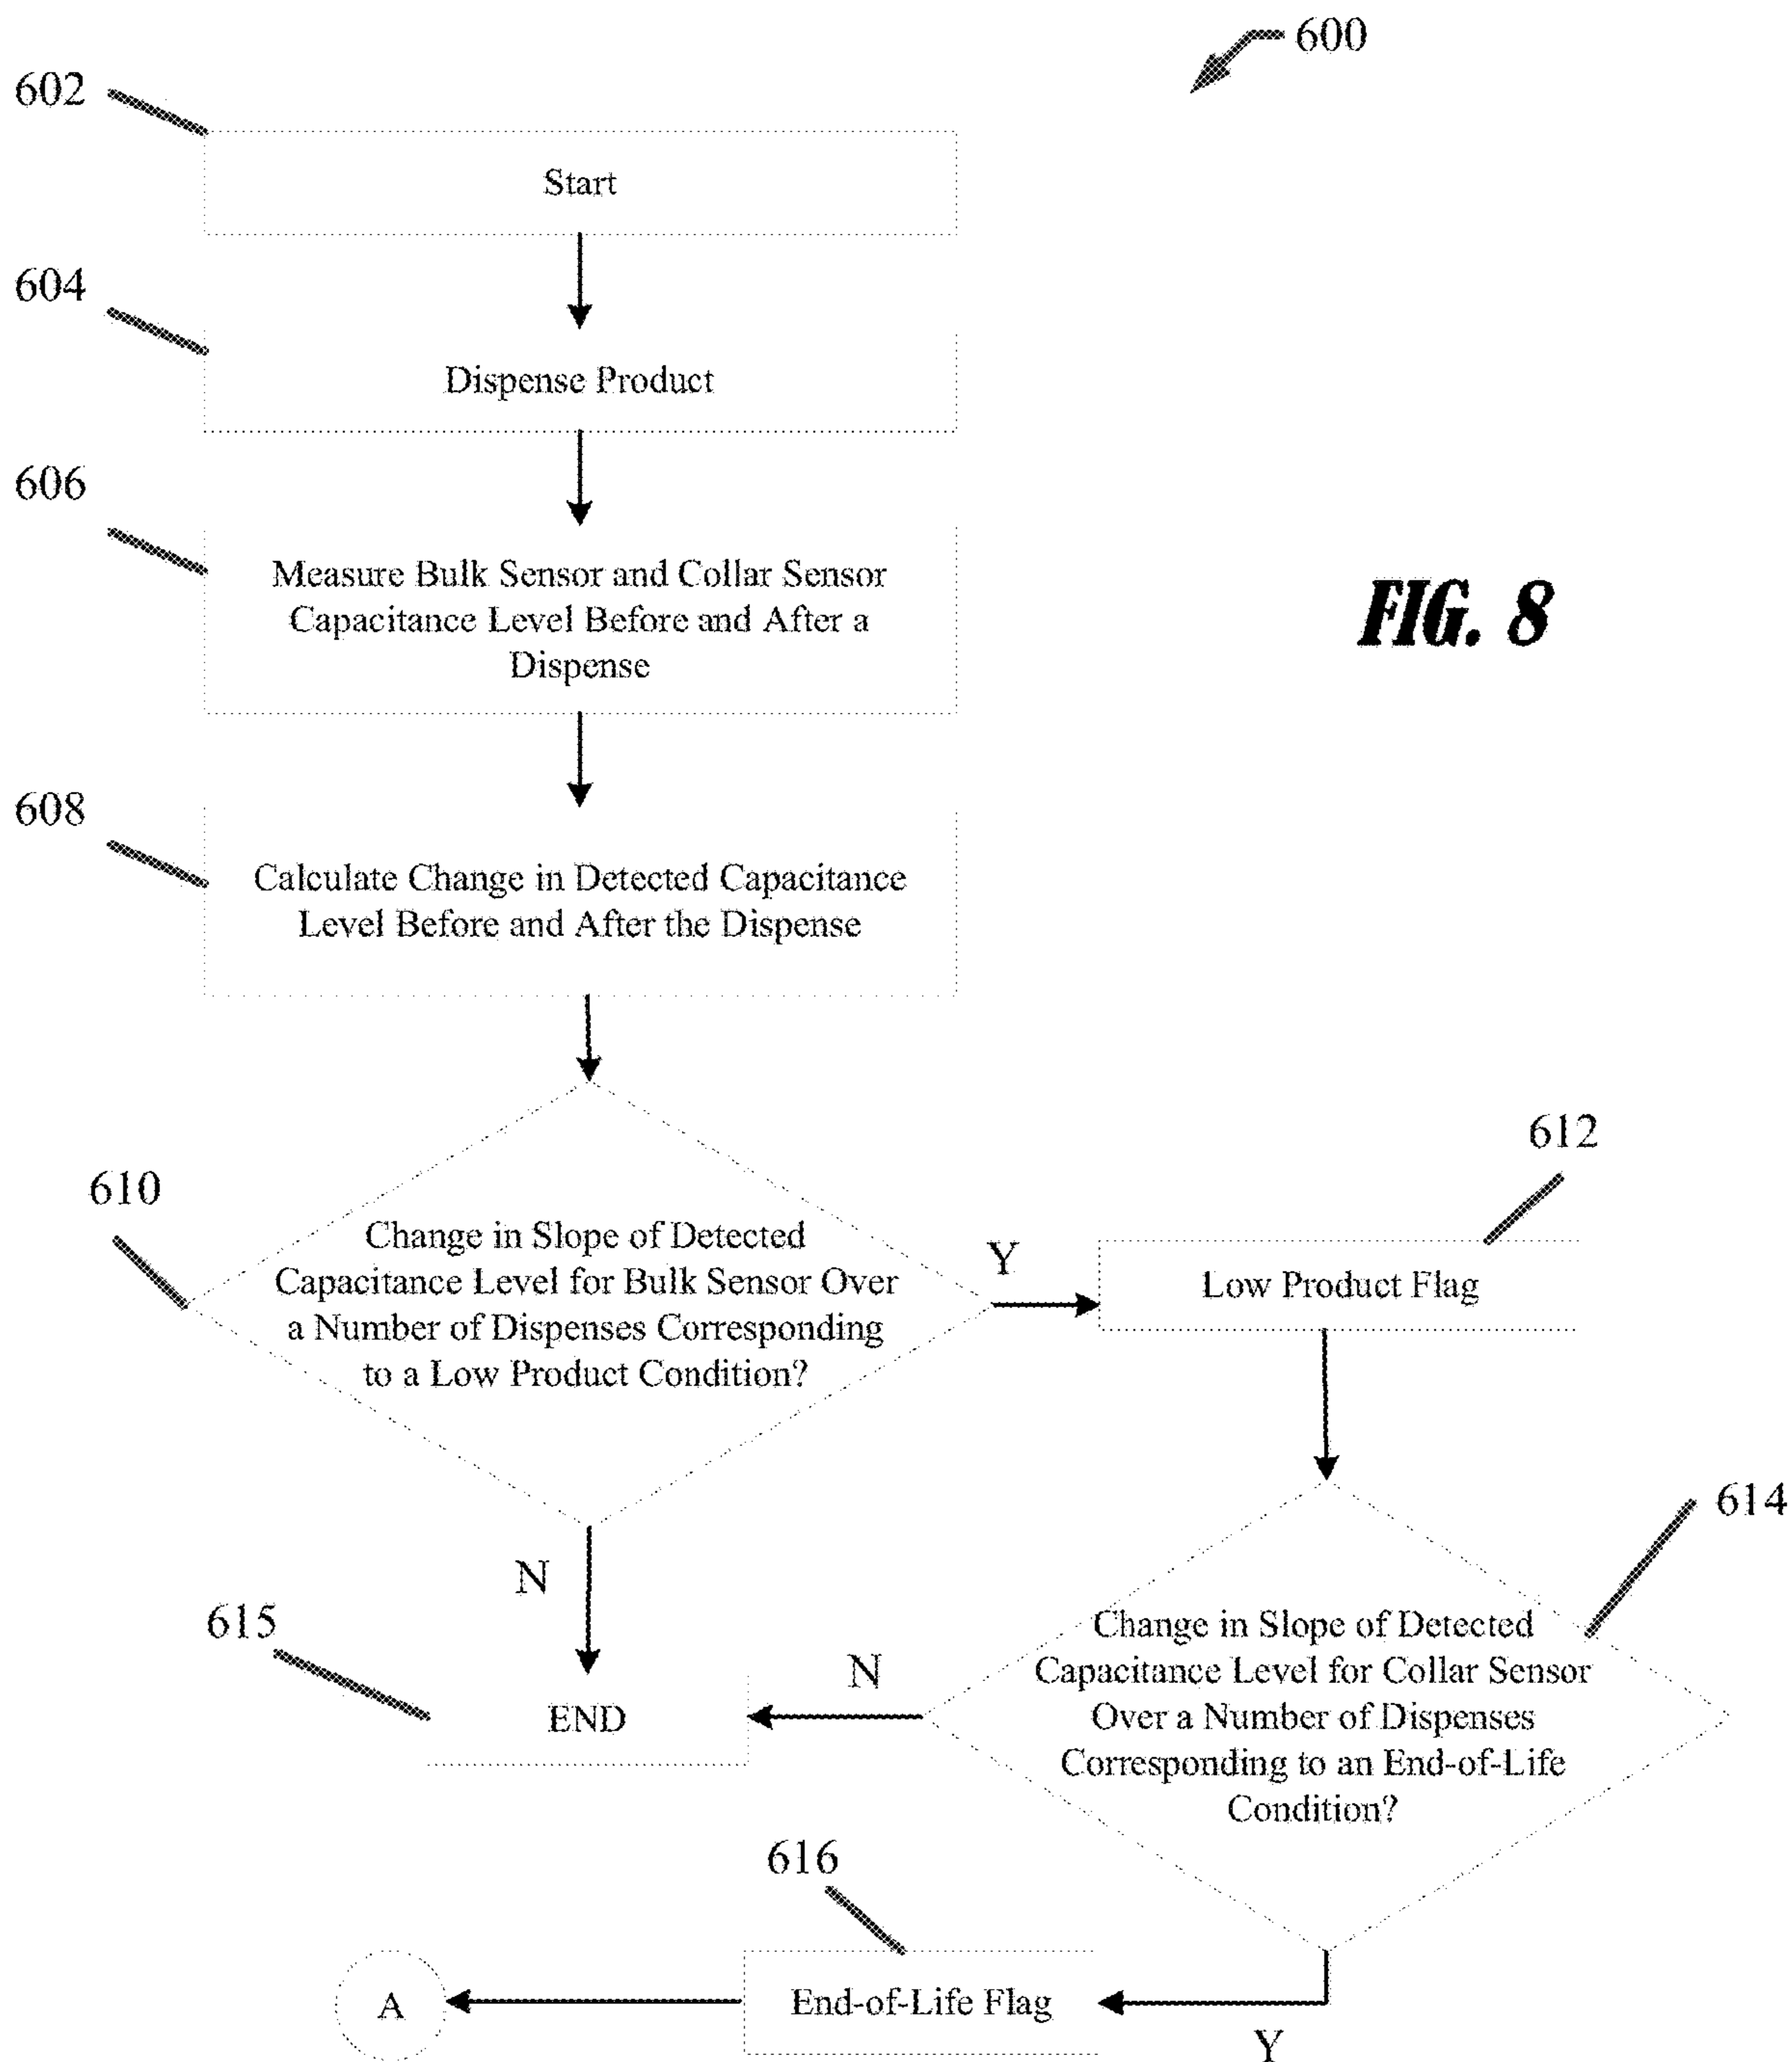 600
602
Start
604
Dispense Product
606
Measure Bulk Sensor and Collar Sensor
Capacitance Level Before and After a
Dispense
FIG. 8
608
Calculate Change in Detected Capacitance
Level Before and After the Dispense
610
Change in Slope of Detected
Capacitance Level for Bulk Sensor Over
a Number of Dispenses Corresponding
to a Low Product Condition?
Y
612
Low Product Flag
N
614
Change in Slope of Detected
Capacitance Level for Collar Sensor
Over a Number of Dispenses
Corresponding to an End-of-Life
Condition?
615
END
N
616
End-of-Life Flag
A
Y